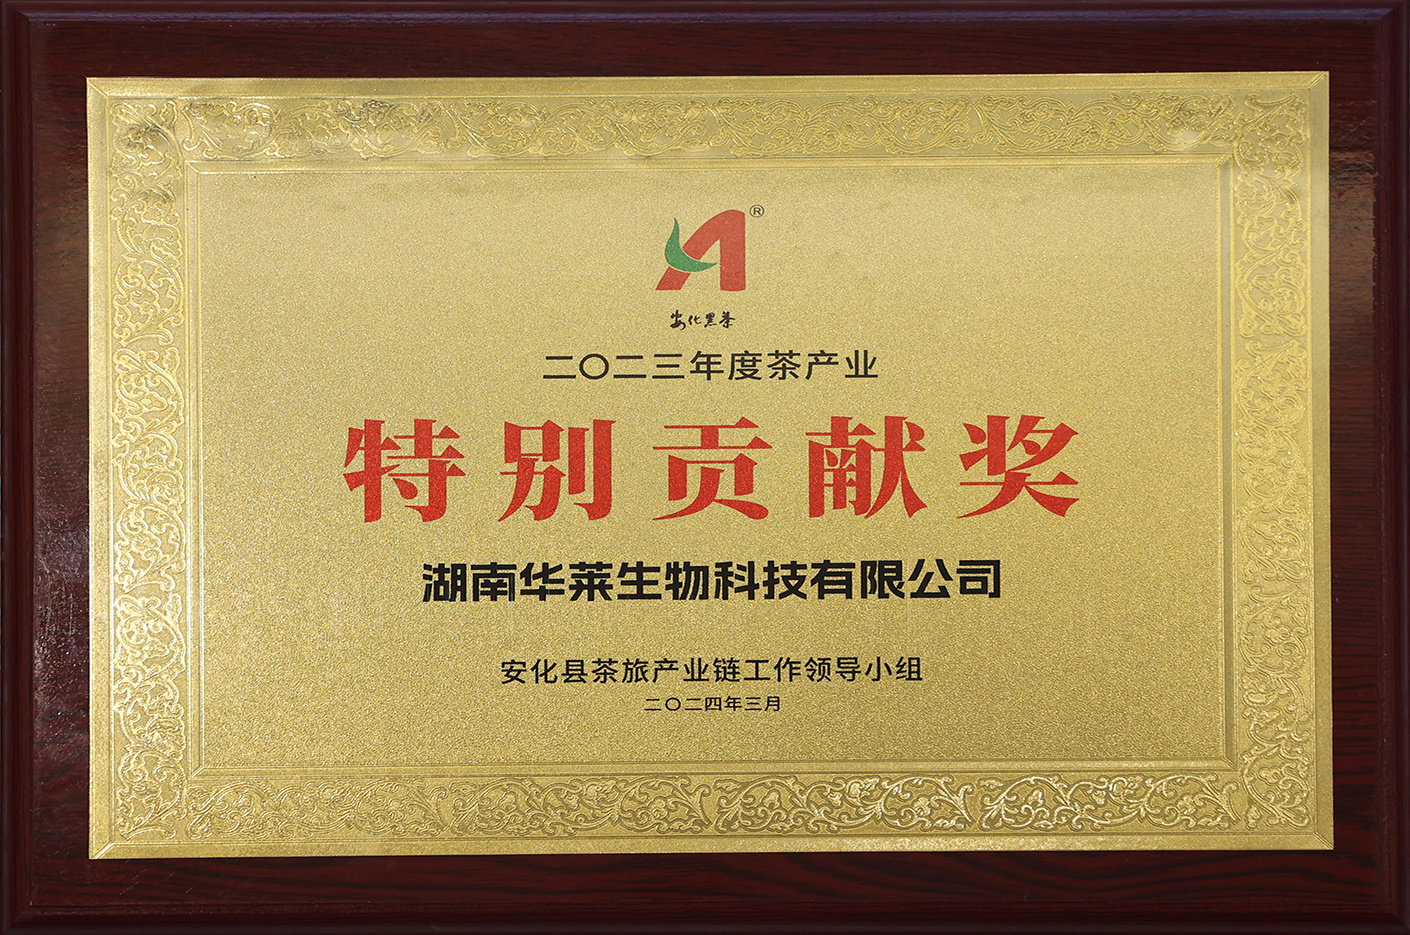 ®
安化黑茶
二〇二三年度茶产业
特别贡献奖
湖南华莱生物科技有限公司
安化县茶旅产业链工作领导小组
二〇二四年三月